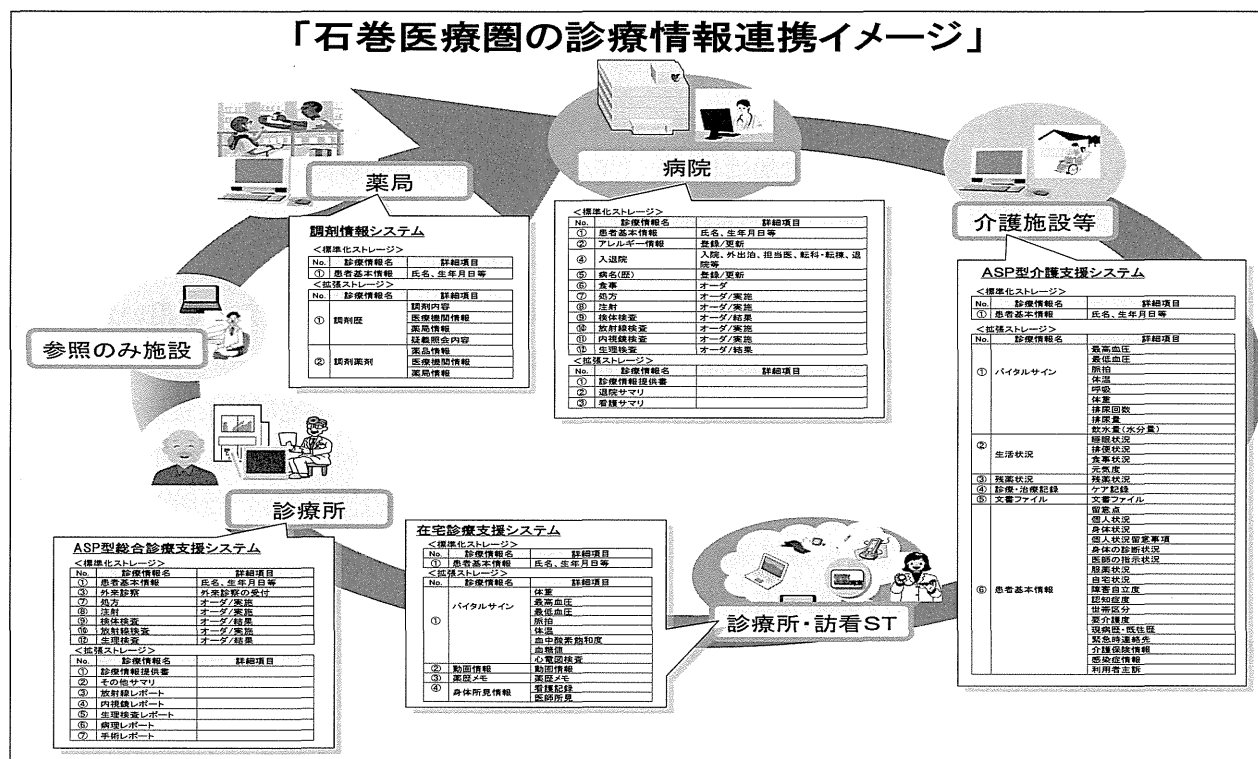 「石巻医療圏の診療情報連携イメージ」
薬局
調剤情報システム
<標準化ストレージ>
No. 診療情報名 詳細項目
① 患者基本情報 氏名、生年月日等
<拡張ストレージ>
No. 診療情報名 詳細項目
① 調剤歴 調剤内容
医療機関情報
薬局情報
疑義照会内容
② 調剤薬剤 薬品情報
医療機関情報
薬局情報
病院
<標準化ストレージ>
No. 診療情報名 詳細項目
① 患者基本情報 氏名、生年月日等
② アレルギー情報 登録/更新
④ 入退院 入院、外出泊、担当医、転科・転棟、退院等
⑤ 病名(歴) 登録/更新
⑥ 食事 オーダ
⑦ 処方 オーダ/実施
⑧ 注射 オーダ/実施
⑨ 検体検査 オーダ/結果
⑩ 放射線検査 オーダ/実施
⑪ 内視鏡検査 オーダ/実施
⑫ 生理検査 オーダ/結果
<拡張ストレージ>
No. 診療情報名 詳細項目
① 診療情報提供書
② 退院サマリ
③ 看護サマリ
介護施設等
ASP型介護支援システム
<標準化ストレージ>
No. 診療情報名 詳細項目
① 患者基本情報 氏名、生年月日等
<拡張ストレージ>
No. 診療情報名 詳細項目
① バイタルサイン 最高血圧
最低血圧
脈拍
体温
呼吸
体重
排尿回数
排尿量
飲水量(水分量)
② 生活状況 睡眠状況
排便状況
食事状況
元気度
③ 残薬状況 残薬状況
④ 診療・治療記録 ケア記録
⑤ 文書ファイル 文書ファイル
⑥ 患者基本情報 留意点
個人状況
身体状況
個人状況留意事項
身体の診断状況
医師の指示状況
服薬状況
自宅状況
障害自立度
認知症度
世帯区分
要介護度
現病歴・既往歴
緊急時連絡先
介護保険情報
感染症情報
利用者主訴
参照のみ施設
診療所
ASP型総合診療支援システム
<標準化ストレージ>
No. 診療情報名 詳細項目
① 患者基本情報 氏名、生年月日等
③ 外来診察 外来診察の受付
⑦ 処方 オーダ/実施
⑧ 注射 オーダ/実施
⑨ 検体検査 オーダ/結果
⑩ 放射線検査 オーダ/実施
⑫ 生理検査 オーダ/結果
<拡張ストレージ>
No. 診療情報名 詳細項目
① 診療情報提供書
② その他サマリ
③ 放射線レポート
④ 内視鏡レポート
⑤ 生理検査レポート
⑥ 病理レポート
⑦ 手術レポート
在宅診療支援システム
<標準化ストレージ>
No. 診療情報名 詳細項目
① 患者基本情報 氏名、生年月日等
<拡張ストレージ>
No. 診療情報名 詳細項目
① バイタルサイン 体重
最高血圧
最低血圧
脈拍
体温
血中酸素飽和度
血糖値
心電図検査
② 動画情報 動画情報
③ 薬歴メモ 薬歴メモ
④ 身体所見情報 看護記録
医師所見
診療所・訪看ST